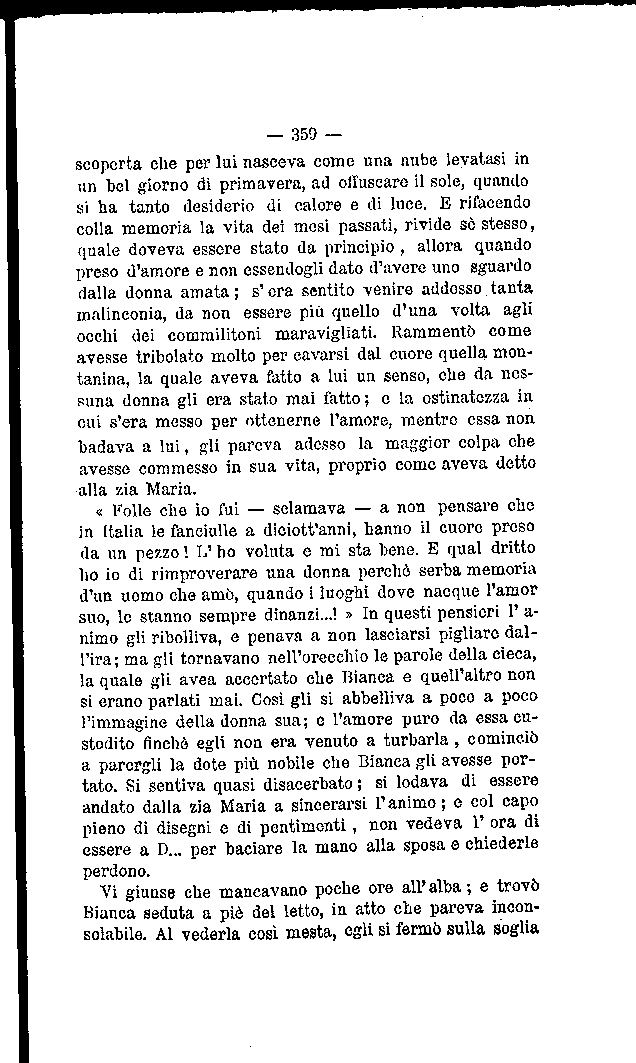 — 359 —
scoperta che per lui nasceva come una nube levatasi in
un bel giorno di primavera, ad offuscare il sole, quando
si ha tanto desiderio di calore e di luce. E rifacendo
colla memoria la vita dei mesi passati, rivide sè stesso,
quale doveva essere stato da principio, allora quando
preso d'amore e non essendogli dato d'avere uno sguardo
dalla donna amata; s'era sentito venire addosso tanta
malinconia, da non essere più quello d'una volta agli
occhi dei commilitoni maravigliati. Rammentò come
avesse tribolato molto per cavarsi dal cuore quella mon-
tanina, la quale aveva fatto a lui un senso, che da nes-
suna donna gli era stato mai fatto; e la ostinatezza in
cui s'era messo per ottenerne l'amore, mentre essa non
badava a lui, gli pareva adesso la maggior colpa che
avesse commesso in sua vita, proprio come aveva detto
alla zia Maria.
« Folle che io fui — sclamava — a non pensare che
in Italia le fanciulle a diciott'anni, hanno il cuore preso
da un pezzo! L'ho voluta e mi sta bene. E qual dritto
ho io di rimproverare una donna perchè serba memoria
d'un uomo che amò, quando i luoghi dove nacque l'amor
suo, le stanno sempre dinanzi...! » In questi pensieri l'a-
nimo gli ribolliva, e penava a non lasciarsi pigliare dal-
l'ira; ma gli tornavano nell'orecchio le parole della cieca,
la quale gli avea accertato che Bianca e quell'altro non
si erano parlati mai. Così gli si abbelliva a poco a poco
l'immagine della donna sua; e l'amore puro da essa cu-
stodito finchè egli non era venuto a turbarla, cominciò
a parergli la dote più nobile che Bianca gli avesse por-
tato. Si sentiva quasi disacerbato; si lodava di essere
andato dalla zia Maria a sincerarsi l'animo; e col capo
pieno di disegni e di pentimenti, non vedeva l'ora di
essere a D... per baciare la mano alla sposa e chiederle
perdono.
Vi giunse che mancavano poche ore all'alba; e trovò
Bianca seduta a piè del letto, in atto che pareva incon-
solabile. Al vederla così mesta, egli si fermò sulla soglia